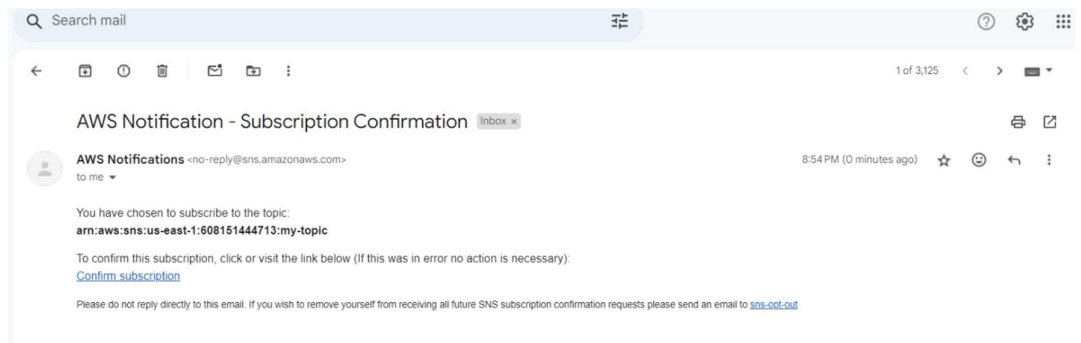 Search mail
1 of 3,125
AWS Notification - Subscription Confirmation Inbox ×
AWS Notifications <no-reply@sns.amazonaws.com> 8:54 PM (0 minutes ago)
to me
You have chosen to subscribe to the topic:
arn:aws:sns:us-east-1:608151444713:my-topic
To confirm this subscription, click or visit the link below (If this was in error no action is necessary):
Confirm subscription
Please do not reply directly to this email. If you wish to remove yourself from receiving all future SNS subscription confirmation requests please send an email to sns-opt-out